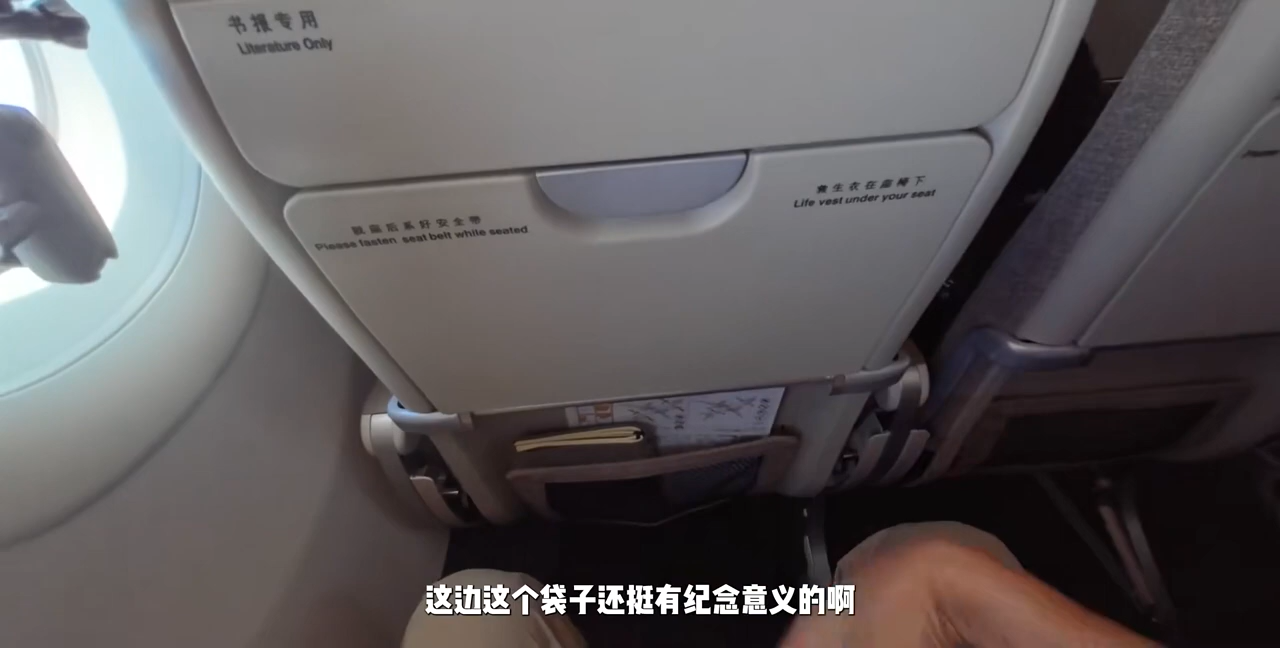 书报专用
Literature Only
就座后系好安全带
Please fasten seat belt while seated
救生衣在座椅下
Life vest under your seat
这边这个袋子还挺有纪念意义的啊